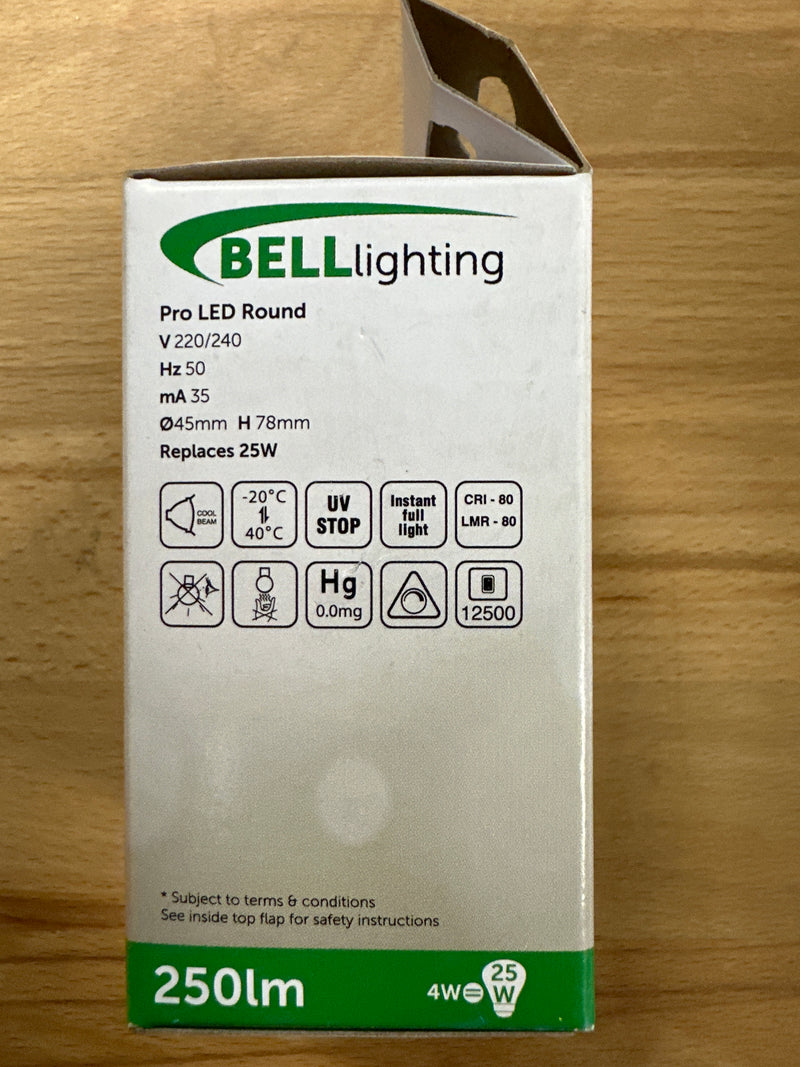 BELLlighting
Pro LED Round
V 220/240
Hz 50
mA 35
Ø45mm H 78mm
Replaces 25W
COOL
BEAM
-20°C
40°C
UV
STOP
Instant
full
light
CRI - 80
LMR - 80
Hg
0.0mg
12500
* Subject to terms & conditions
See inside top flap for safety instructions
250lm
4W=
25
W